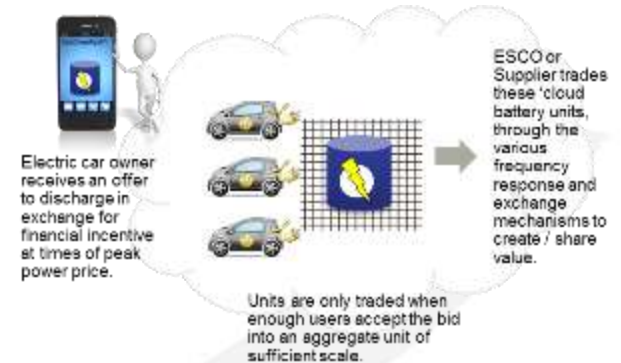 Electric car owner
receives an offer
to discharge in
exchange for
financial incentive
at times of peak
power price.
Units are only traded when
enough users accept the bid
into an aggregate unit of
sufficient scale.
ESCO or
Supplier trades
these 'cloud
battery units,
through the
various
frequency
response and
exchange
mechanisms to
create / share
value.